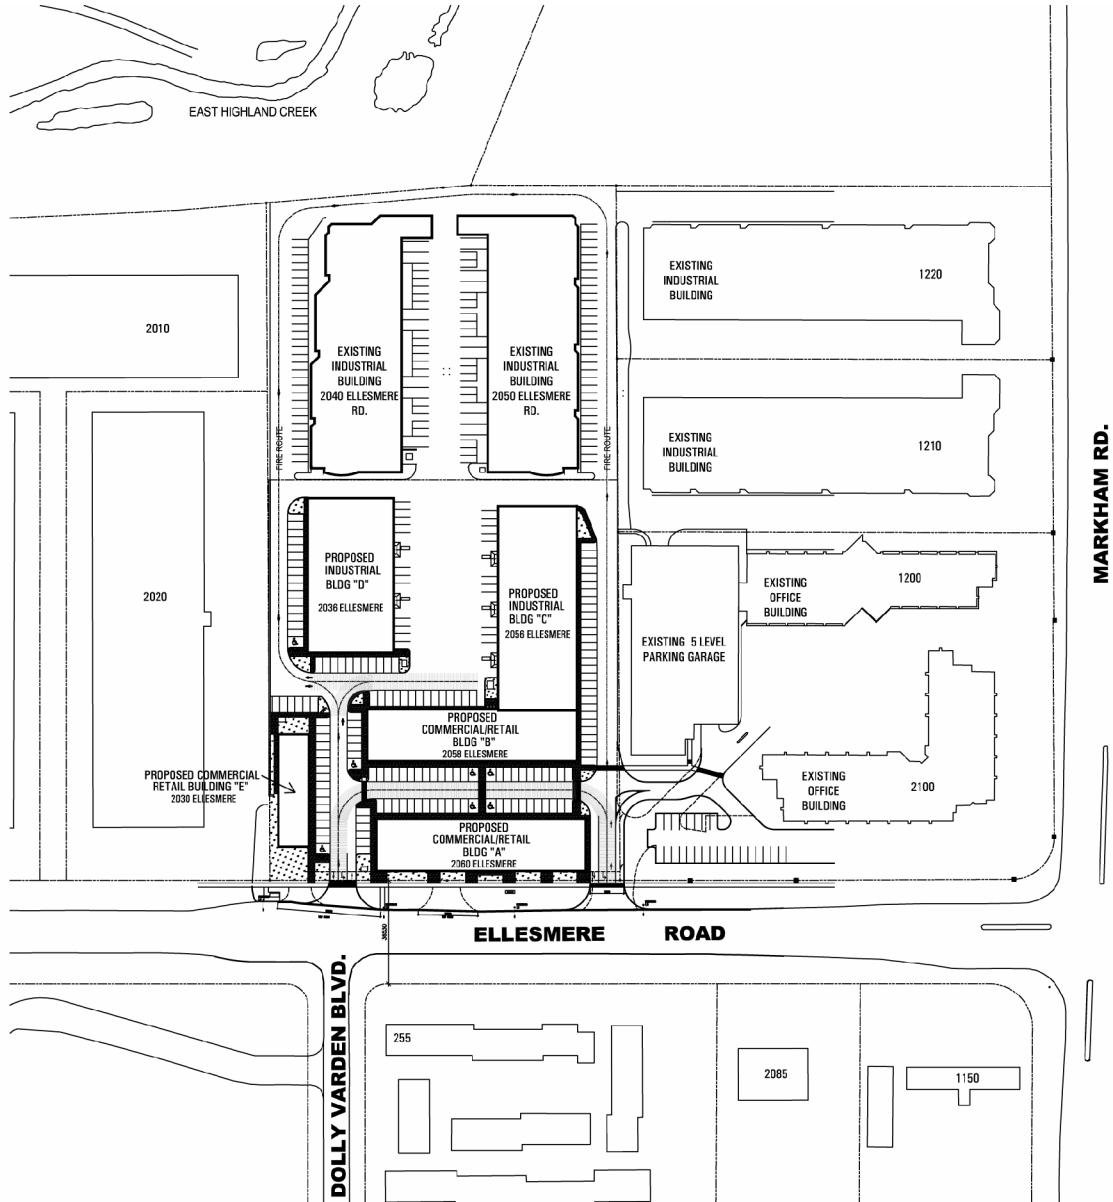 EAST HIGHLAND CREEK
EXISTING
INDUSTRIAL
BUILDING
1220
2010
EXISTING
INDUSTRIAL
BUILDING
2040 ELLESMERE
RD.
EXISTING
INDUSTRIAL
BUILDING
2050 ELLESMERE
RD.
FIRE ROUTE
FIRE ROUTE
EXISTING
INDUSTRIAL
BUILDING
1210
MARKHAM RD.
PROPOSED
INDUSTRIAL
BLDG "D"
2036 ELLESMERE
PROPOSED
INDUSTRIAL
BLDG "C"
2056 ELLESMERE
2020
EXISTING 5 LEVEL
PARKING GARAGE
EXISTING
OFFICE
BUILDING
1200
PROPOSED
COMMERCIAL/RETAIL
BLDG "B"
2058 ELLESMERE
PROPOSED COMMERCIAL
RETAIL BUILDING "E"
2030 ELLESMERE
EXISTING
OFFICE
BUILDING
2100
PROPOSED
COMMERCIAL/RETAIL
BLDG "A"
2060 ELLESMERE
ELLESMERE ROAD
36530
DOLLY VARDEN BLVD.
255
2085
1150